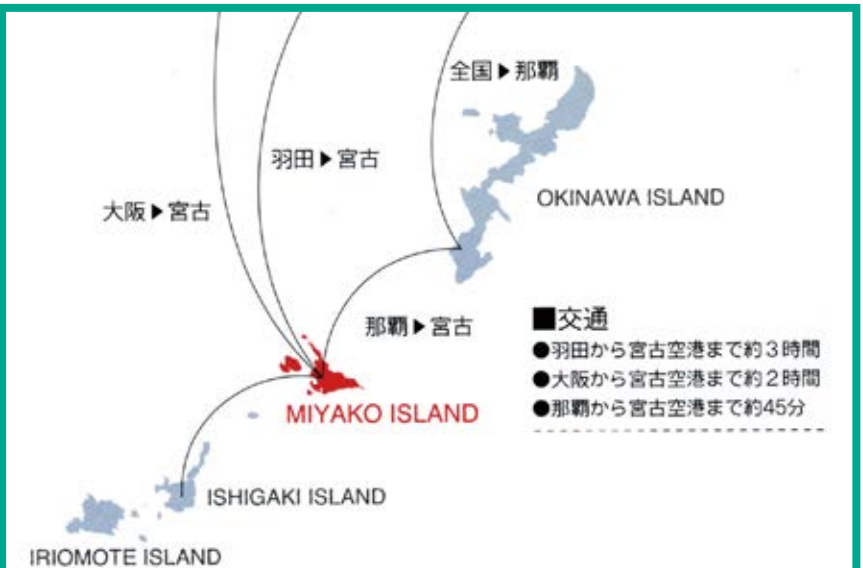 全国▶那覇
羽田▶宮古
大阪▶宮古
OKINAWA ISLAND
那覇▶宮古
■交通
●羽田から宮古空港まで約3時間
●大阪から宮古空港まで約2時間
●那覇から宮古空港まで約45分
MIYAKO ISLAND
ISHIGAKI ISLAND
IRIOMOTE ISLAND